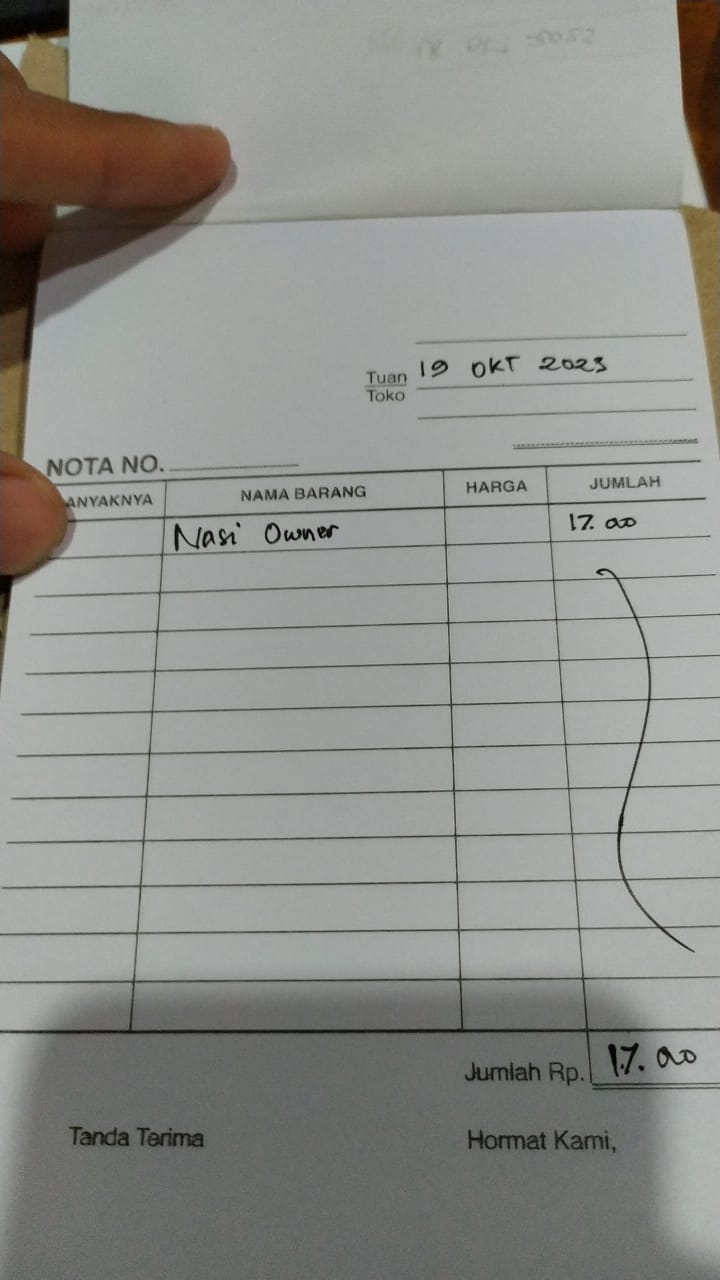 19 OKT 2023
Tuan
Toko
NOTA NO.
ANYAKNYA NAMA BARANG HARGA JUMLAH
Nasi Owner 17.000
Jumlah Rp. 17.000
Tanda Terima Hormat Kami,